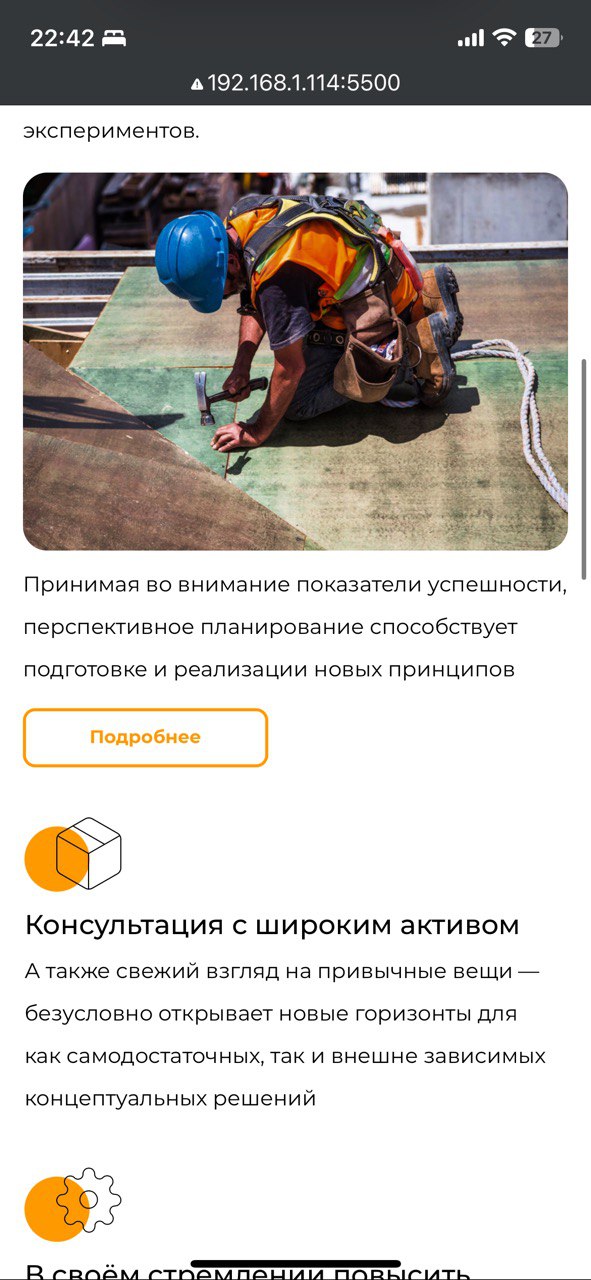 22:42
27
192.168.1.114:5500
экспериментов.
Принимая во внимание показатели успешности,
перспективное планирование способствует
подготовке и реализации новых принципов
Подробнее
Консультация с широким активом
А также свежий взгляд на привычные вещи —
безусловно открывает новые горизонты для
как самодостаточных, так и внешне зависимых
концептуальных решений
В своём стремлении повысить